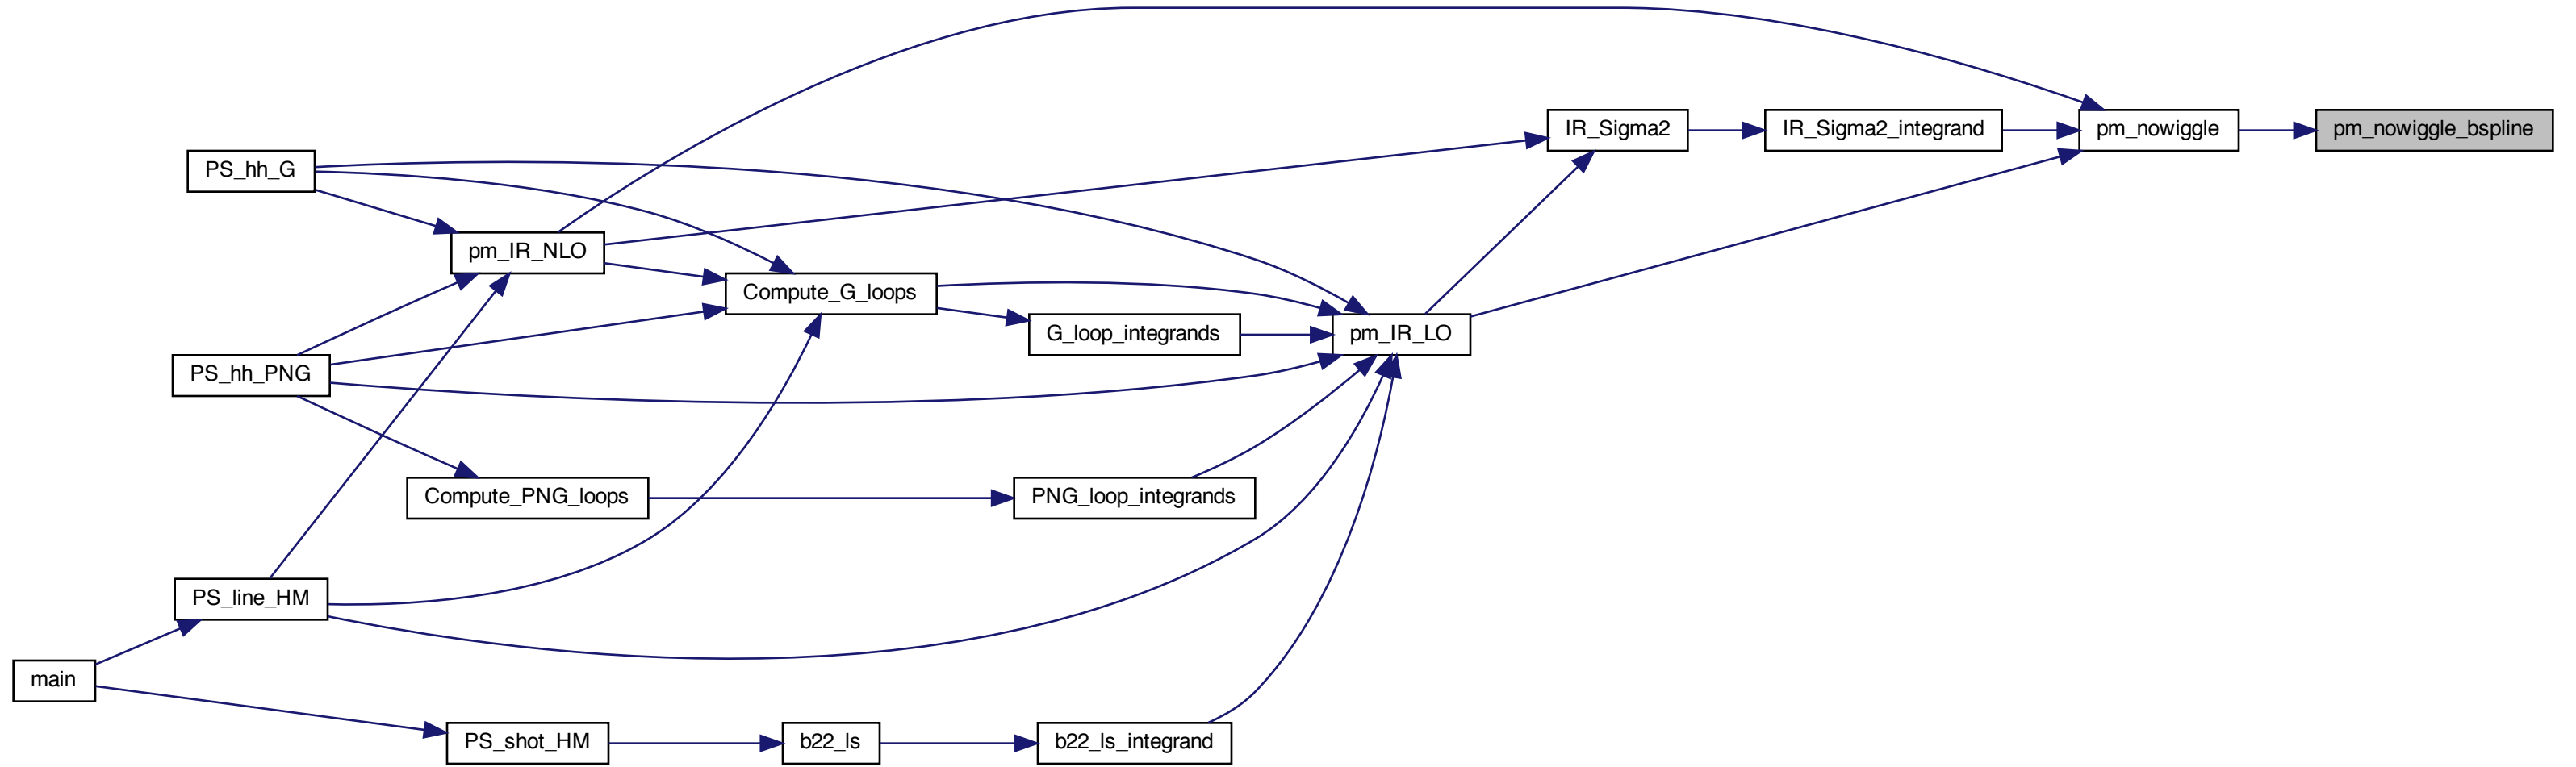 IR_Sigma2
IR_Sigma2_integrand
pm_nowiggle
pm_nowiggle_bspline
PS_hh_G
pm_IR_NLO
Compute_G_loops
G_loop_integrands
pm_IR_LO
PS_hh_PNG
Compute_PNG_loops
PNG_loop_integrands
PS_line_HM
main
PS_shot_HM
b22_ls
b22_ls_integrand